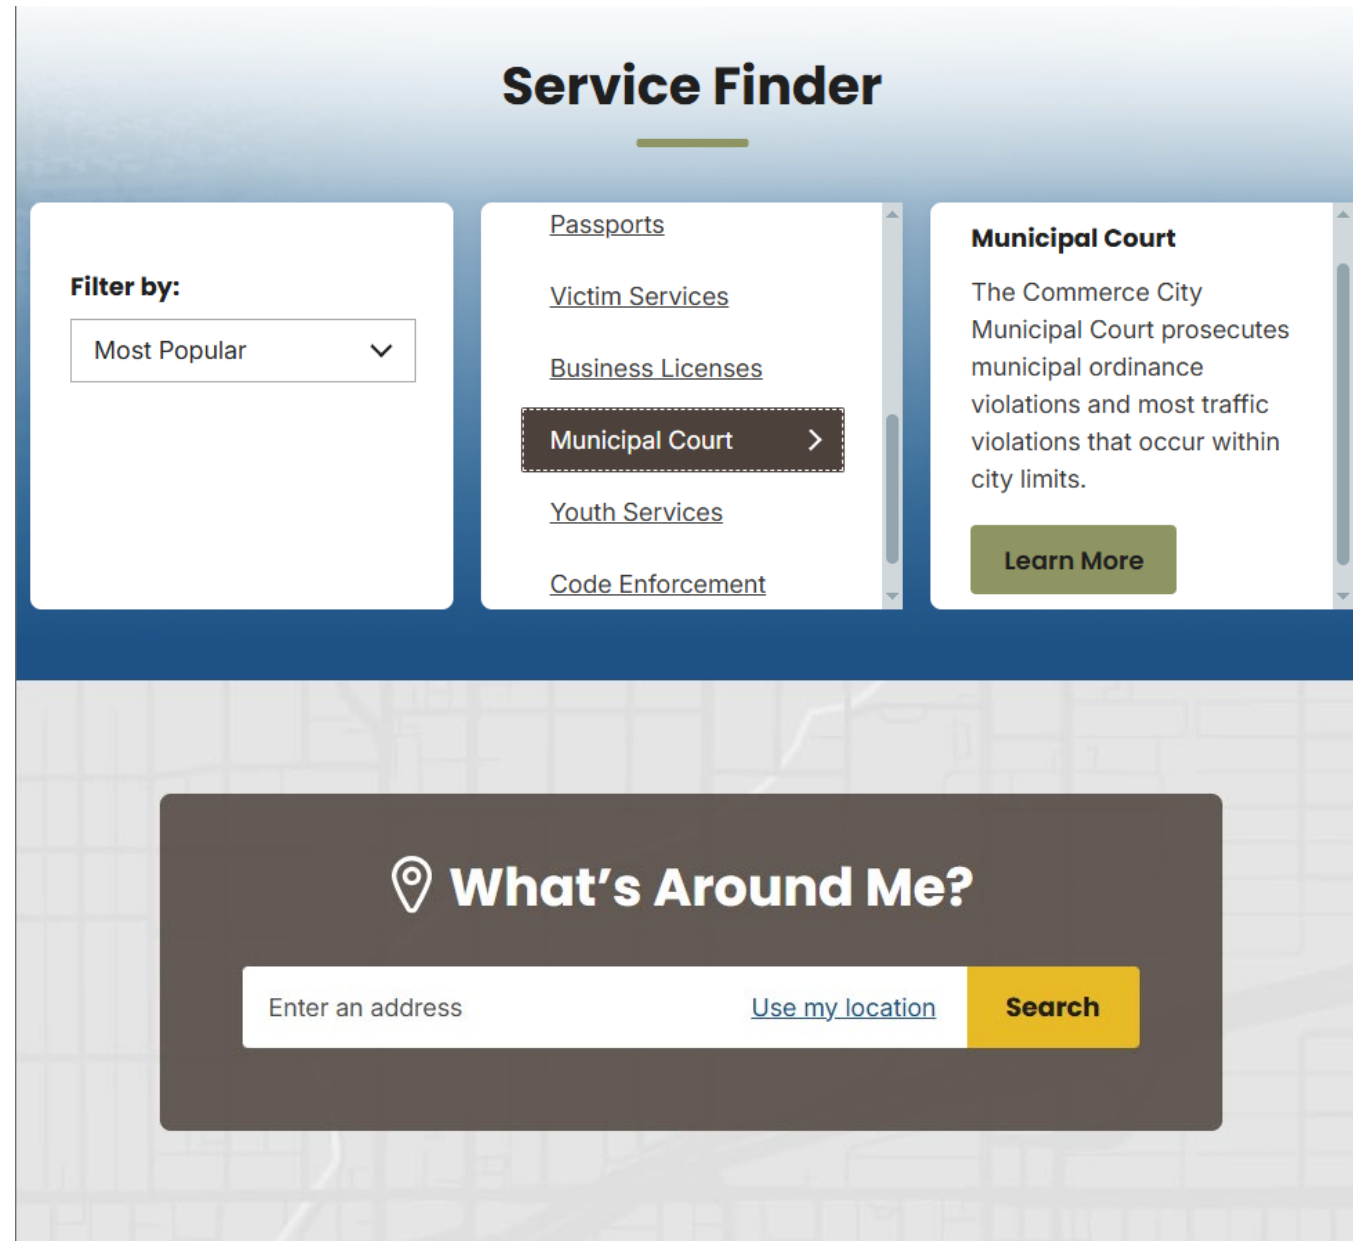 Service Finder
Filter by:
Most Popular
Passports
Victim Services
Business Licenses
Municipal Court
Youth Services
Code Enforcement
Municipal Court
The Commerce City
Municipal Court prosecutes
municipal ordinance
violations and most traffic
violations that occur within
city limits.
Learn More
What's Around Me?
Enter an address
Use my location
Search